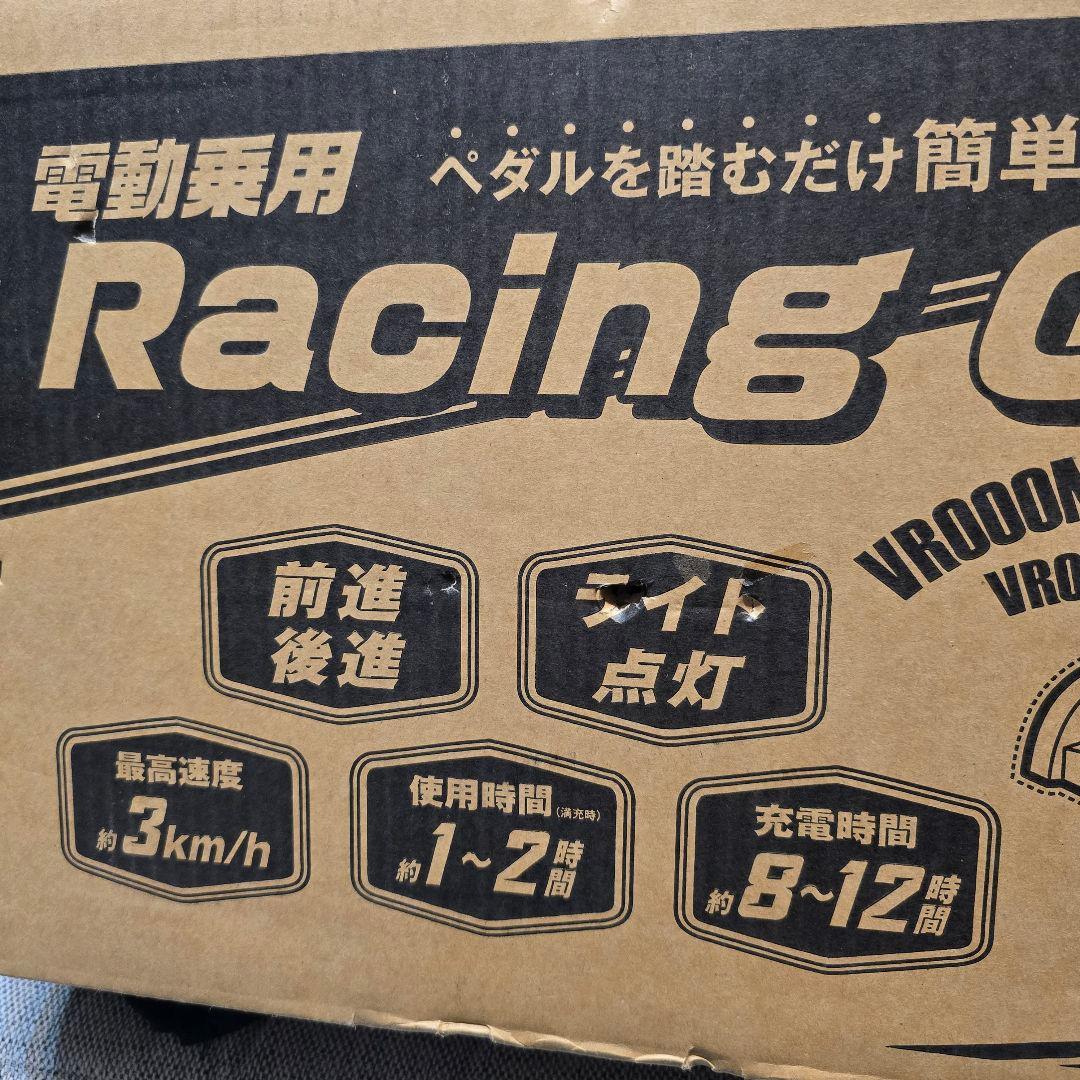 電動乗用
ペダルを踏むだけ簡単
Racing
VROOOM
前進
後進
ライト
点灯
最高速度
約3km/h
使用時間(満充時)
約1~2時間
充電時間
約8~12時間